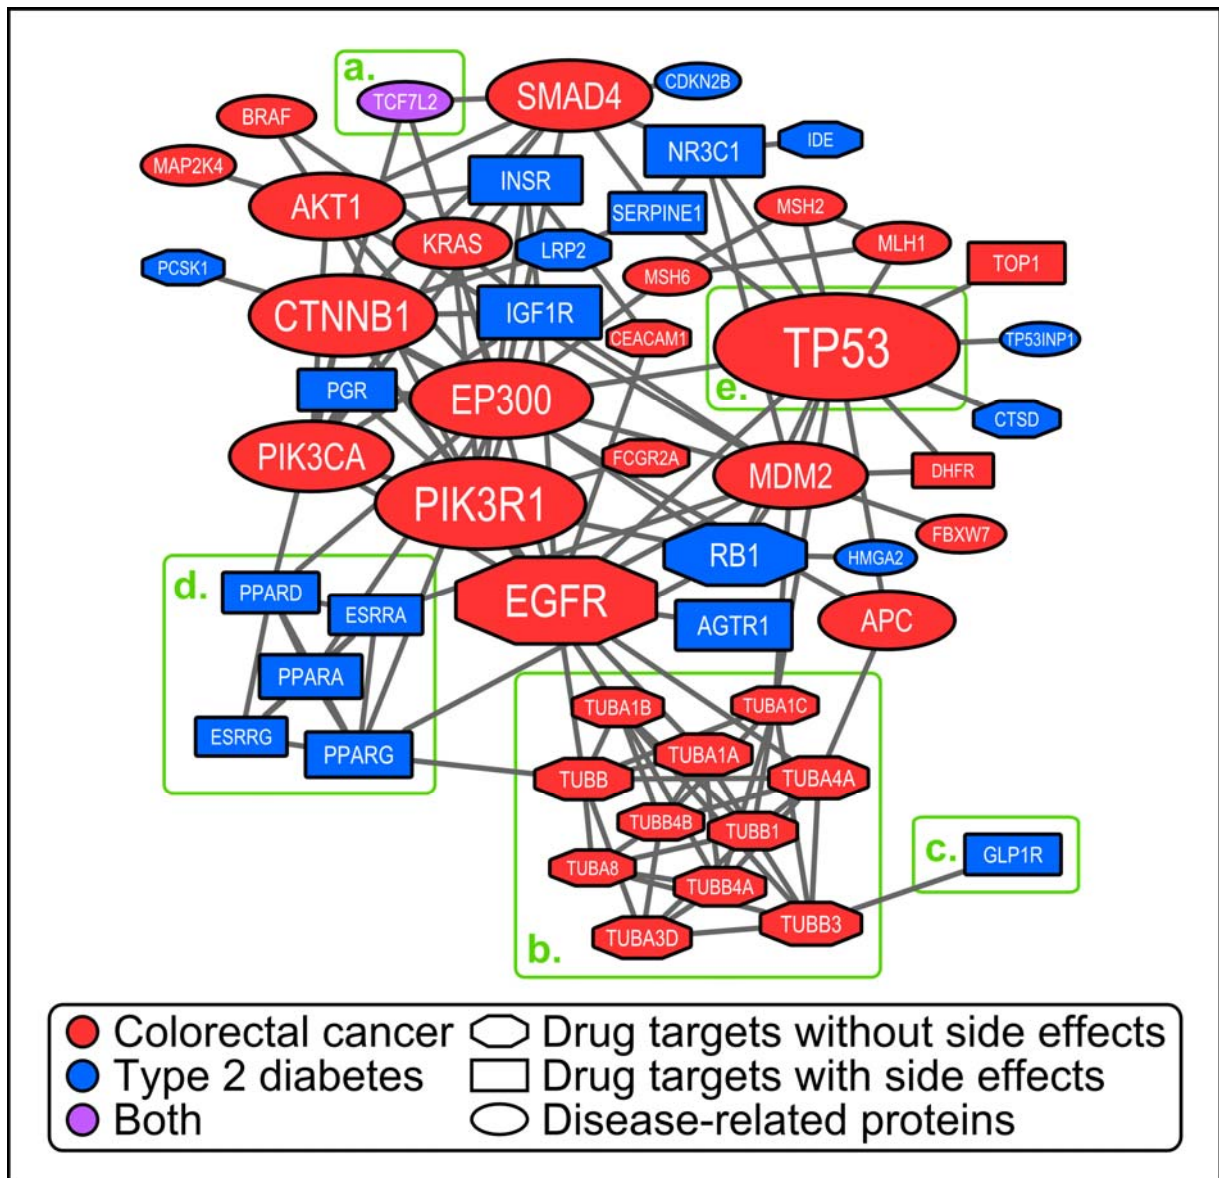 a.
TCF7L2
SMAD4
CDKN2B
BRAF
NR3C1
IDE
MAP2K4
INSR
AKT1
SERPINE1
MSH2
KRAS
LRP2
MLH1
PCSK1
MSH6
TOP1
CTNNB1
IGF1R
CEACAM1
TP53
TP53INP1
PGR
EP300
e.
CTSD
PIK3CA
FCGR2A
MDM2
DHFR
PIK3R1
FBXW7
RB1
HMGA2
d.
PPARD
ESRRA
EGFR
AGTR1
APC
PPARA
TUBA1B
TUBA1C
ESRRG
PPARG
TUBA1A
TUBB
TUBA4A
TUBB4B
TUBB1
c.
GLP1R
TUBA8
TUBB4A
TUBB3
TUBA3D
b.
Colorectal cancer
Drug targets without side effects
Type 2 diabetes
Drug targets with side effects
Both
Disease-related proteins